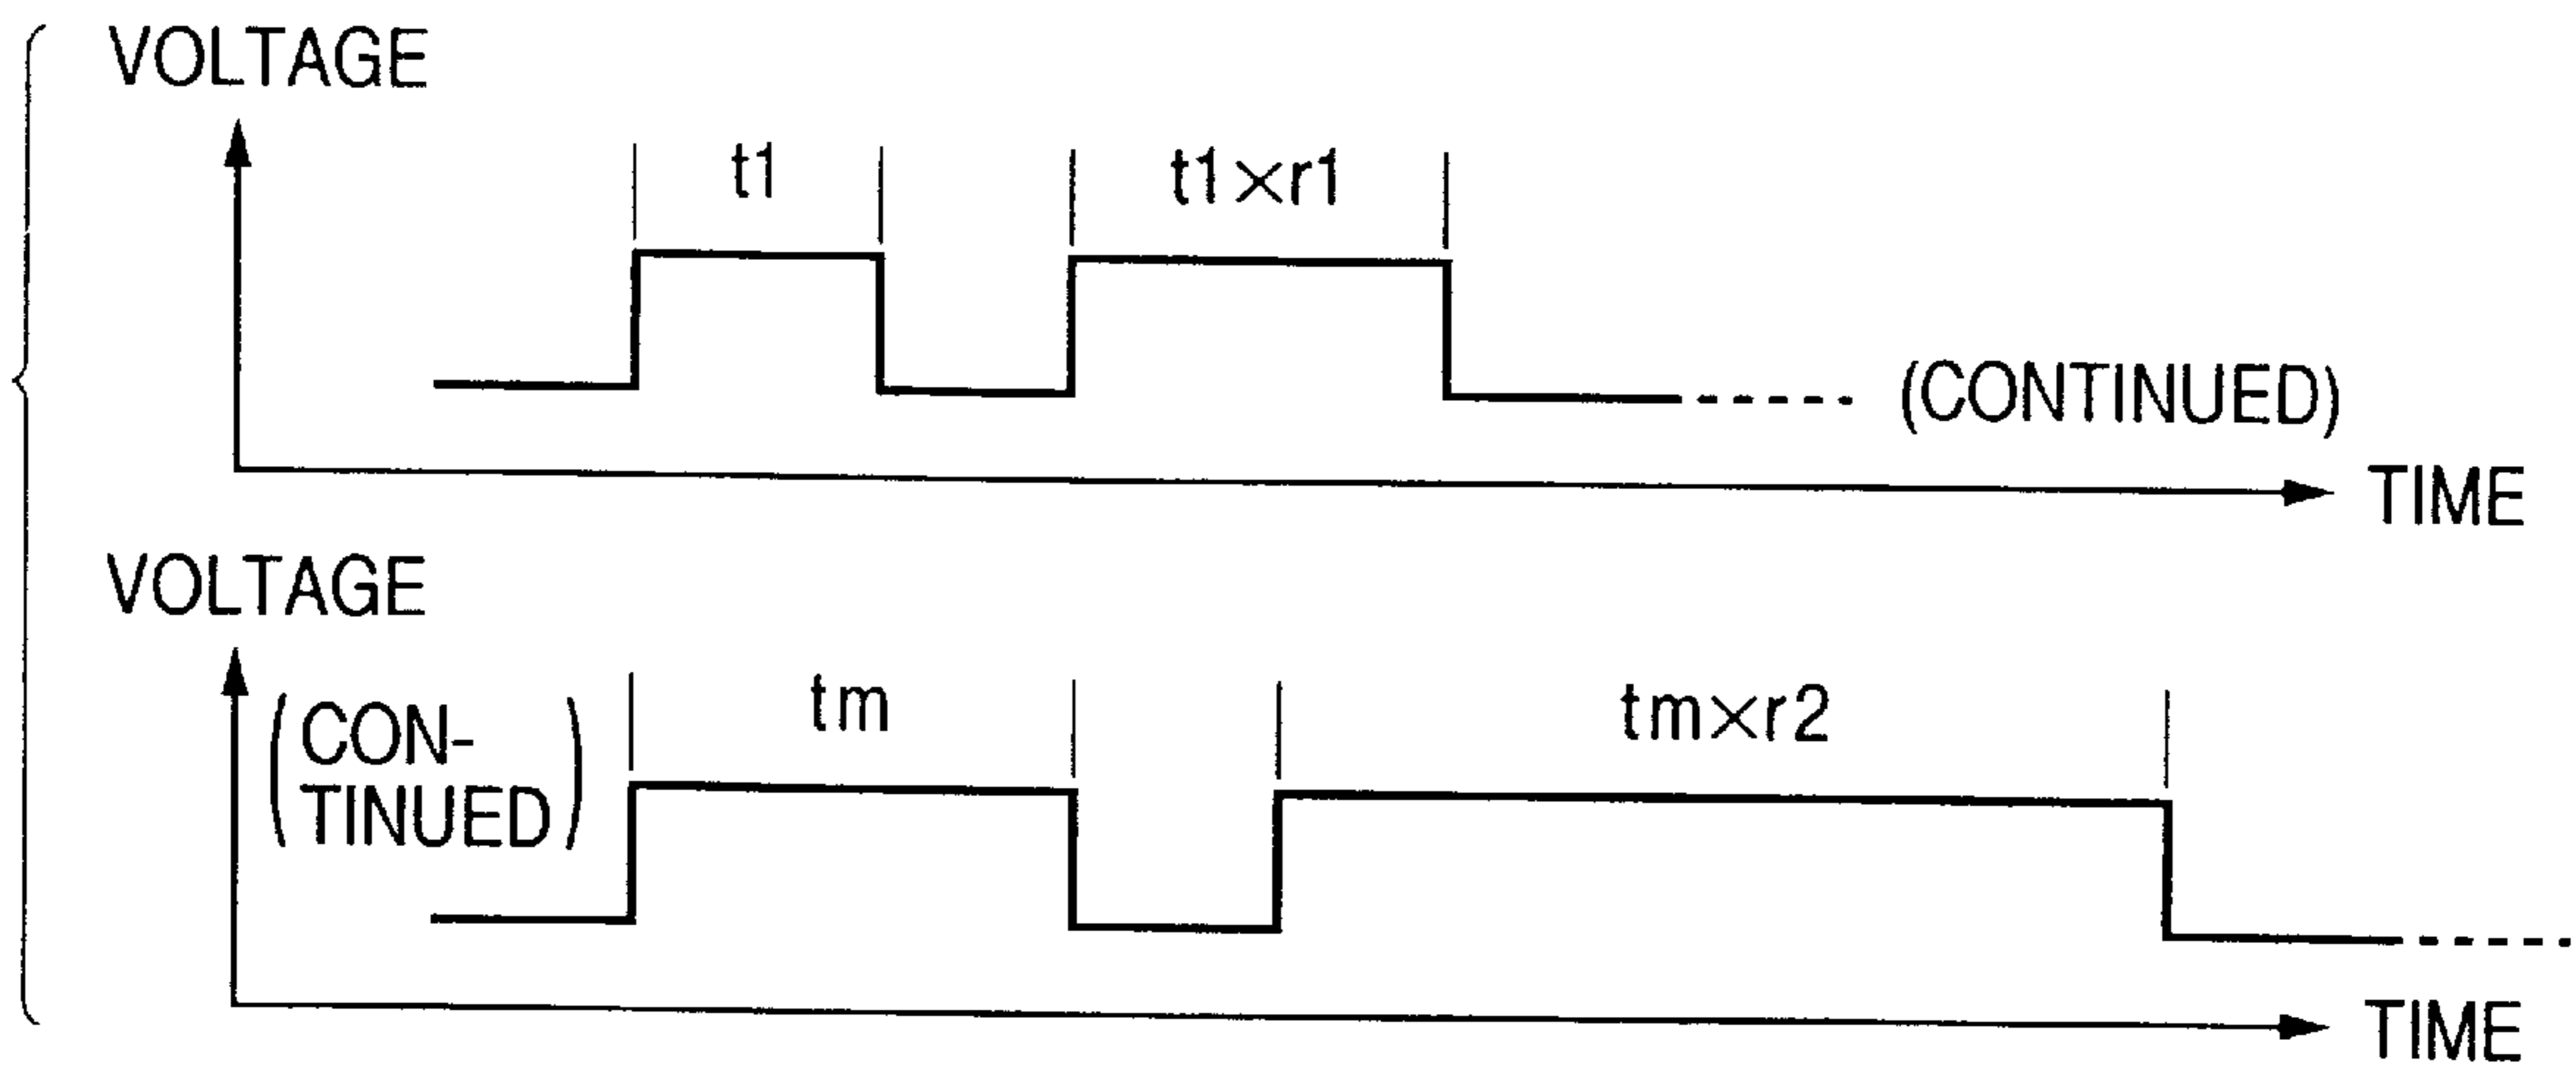 VOLTAGE
t1
t1×r1
(CONTINUED)
TIME
VOLTAGE
(CON-
TINUED)
tm
tm×r2
TIME